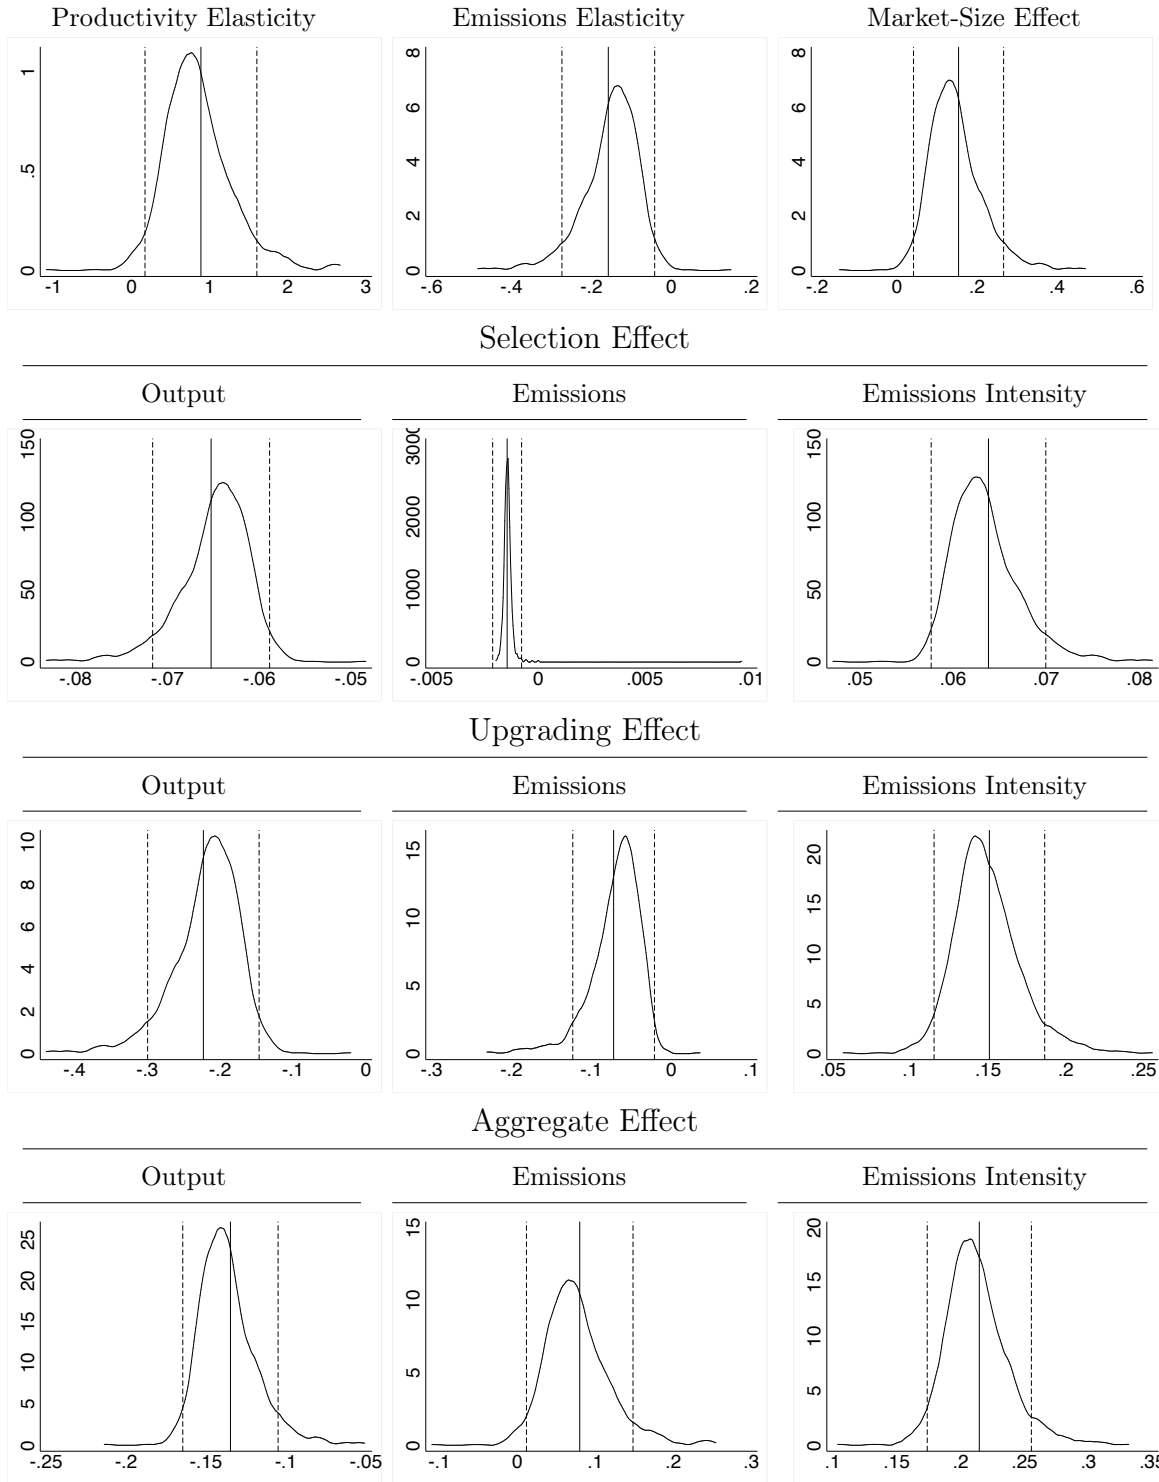 Productivity Elasticity Emissions Elasticity Market-Size Effect
1
.5
0
-1 0 1 2 3
8
6
4
2
0
-.6 -.4 -.2 0 .2
8
6
4
2
0
-.2 0 .2 .4 .6
Selection Effect
Output Emissions Emissions Intensity
150
100
50
0
-.08 -.07 -.06 -.05
3000
2000
1000
0
-.005 0 .005 .01
150
100
50
0
.05 .06 .07 .08
Upgrading Effect
Output Emissions Emissions Intensity
10
8
6
4
2
0
-.4 -.3 -.2 -.1 0
15
10
5
0
-.3 -.2 -.1 0 .1
20
15
10
5
0
.05 .1 .15 .2 .25
Aggregate Effect
Output Emissions Emissions Intensity
25
20
15
10
5
0
-.25 -.2 -.15 -.1 -.05
15
10
5
0
-.1 0 .1 .2 .3
20
15
10
5
0
.1 .15 .2 .25 .3 .35